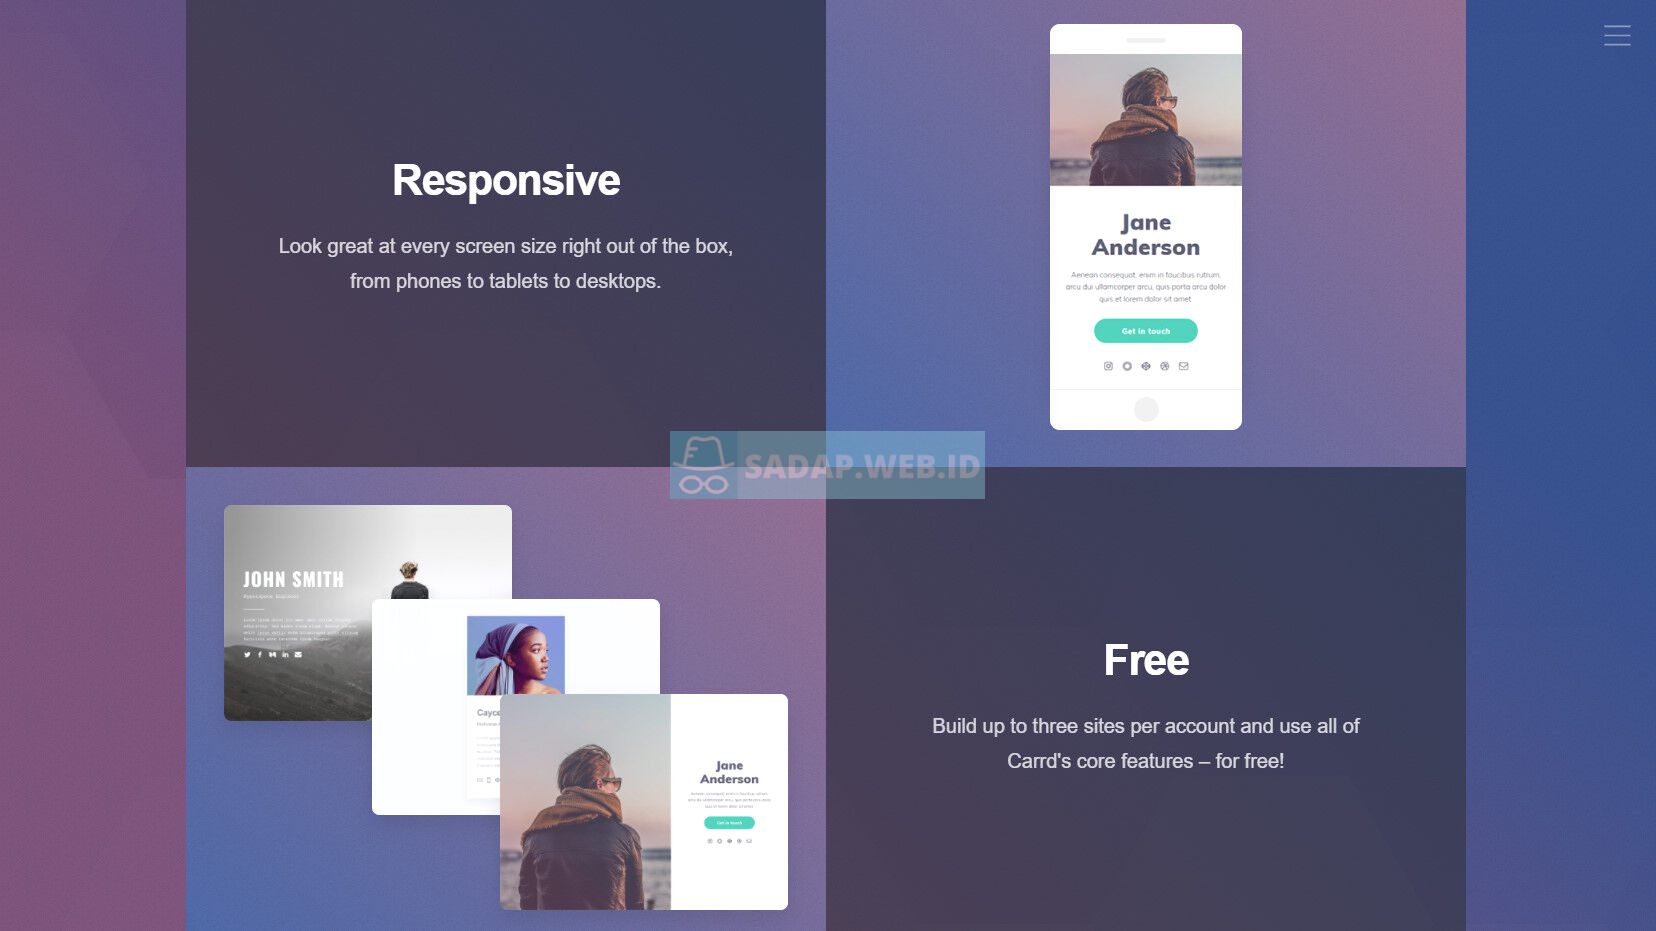 Responsive
Look great at every screen size right out of the box,
from phones to tablets to desktops.
Jane
Anderson
Aenean consequat, enim in faucibus rutrum,
arcu dui ullamcorper arcu, quis porta arcu dolor
quis et lorem dolor sit amet
Get in touch
SADAP.WEB.ID
JOHN SMITH
Cayce
Jane
Anderson
Get in touch
Free
Build up to three sites per account and use all of
Carrd's core features – for free!